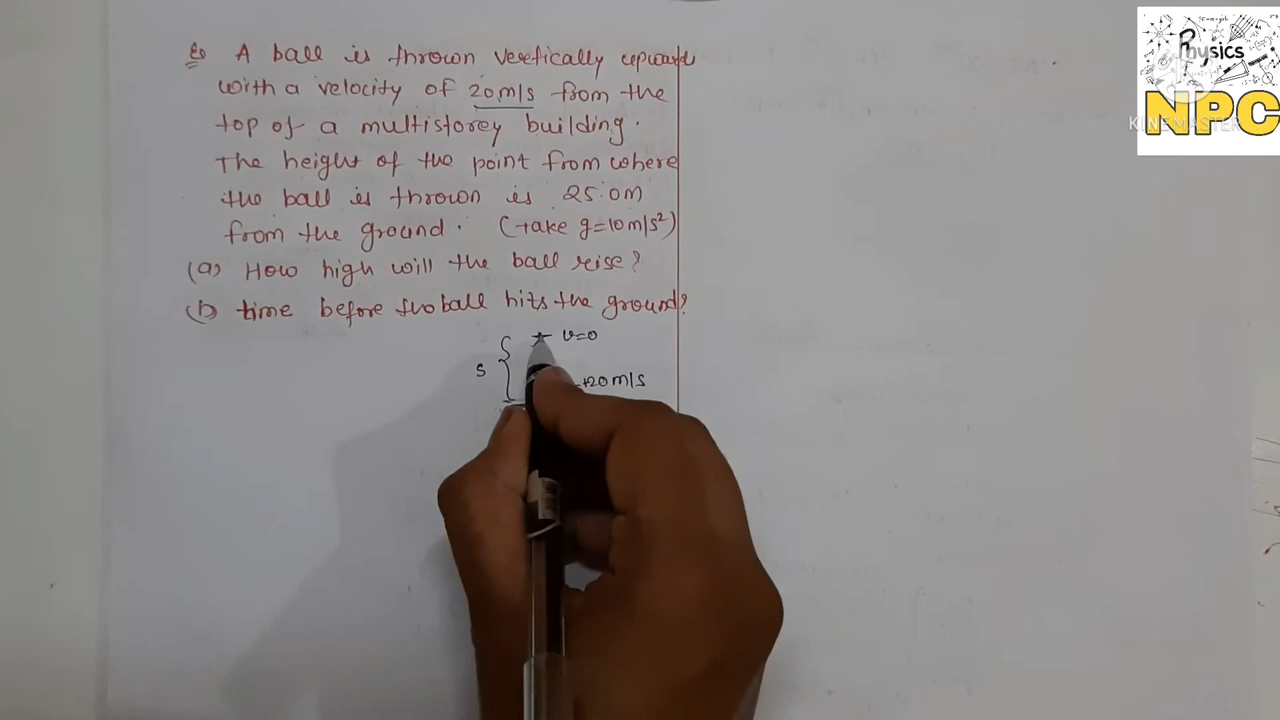 Ex A ball is thrown vertically upward
with a velocity of 20m/s from the
top of a multistorey building.
The height of the point from where
the ball is thrown is 25.0m
from the ground. (take g=10m/s²)
(a) How high will the ball rise?
(b) time before the ball hits the ground?
v=0
s
+20m/s
Physics
NPC
KINEMASTER